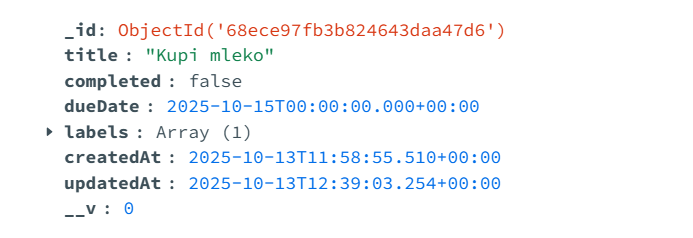 _id: ObjectId('68ece97fb3b824643daa47d6')
title : "Kupi mleko"
completed : false
dueDate : 2025-10-15T00:00:00.000+00:00
labels : Array (1)
createdAt : 2025-10-13T11:58:55.510+00:00
updatedAt : 2025-10-13T12:39:03.254+00:00
__v : 0